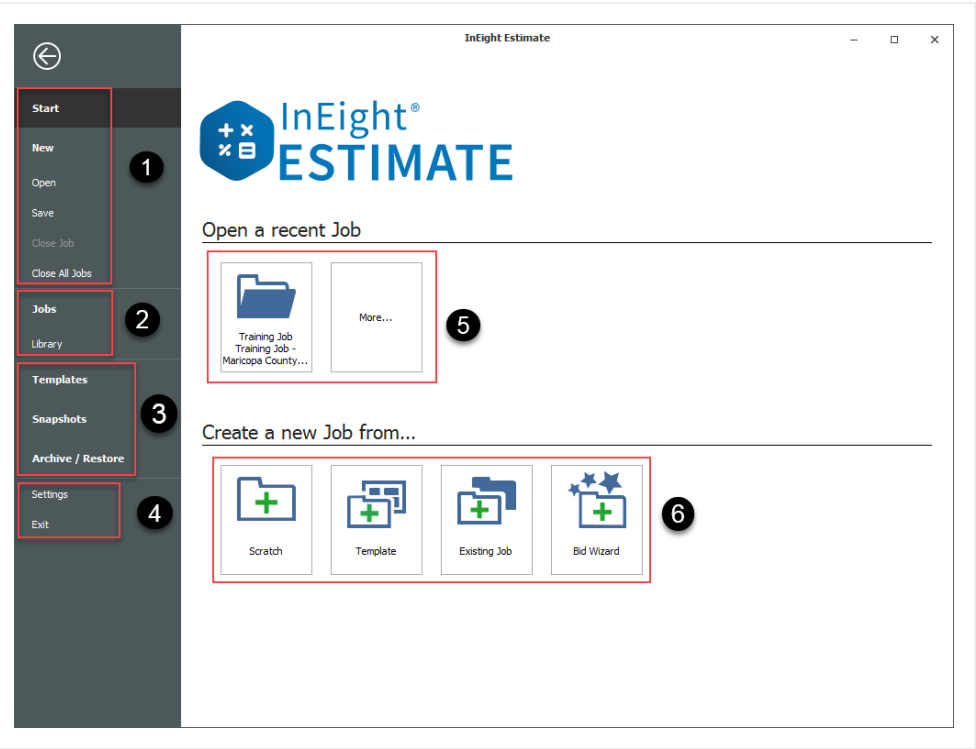 InEight Estimate
Start
New
1
Open
Save
Close Job
Close All Jobs
Jobs
2
Library
Templates
Snapshots
3
Archive / Restore
Settings
4
Exit
InEight®
ESTIMATE
Open a recent Job
Training Job
Training Job -
Maricopa County...
More...
5
Create a new Job from...
Scratch
Template
Existing Job
Bid Wizard
6